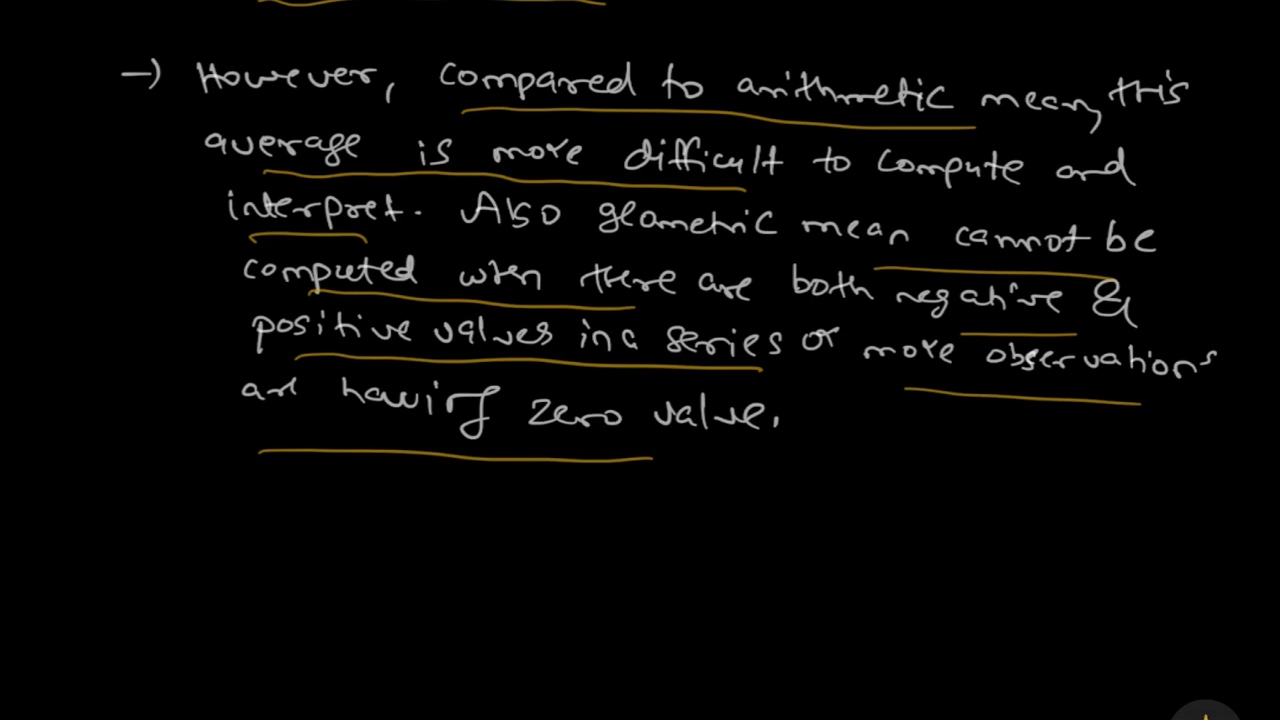 → However, compared to arithmetic mean, this
average is more difficult to compute and
interpret. Also geametric mean cannot be
computed when there are both negative &
positive values in a series or more observations
are having zero value.